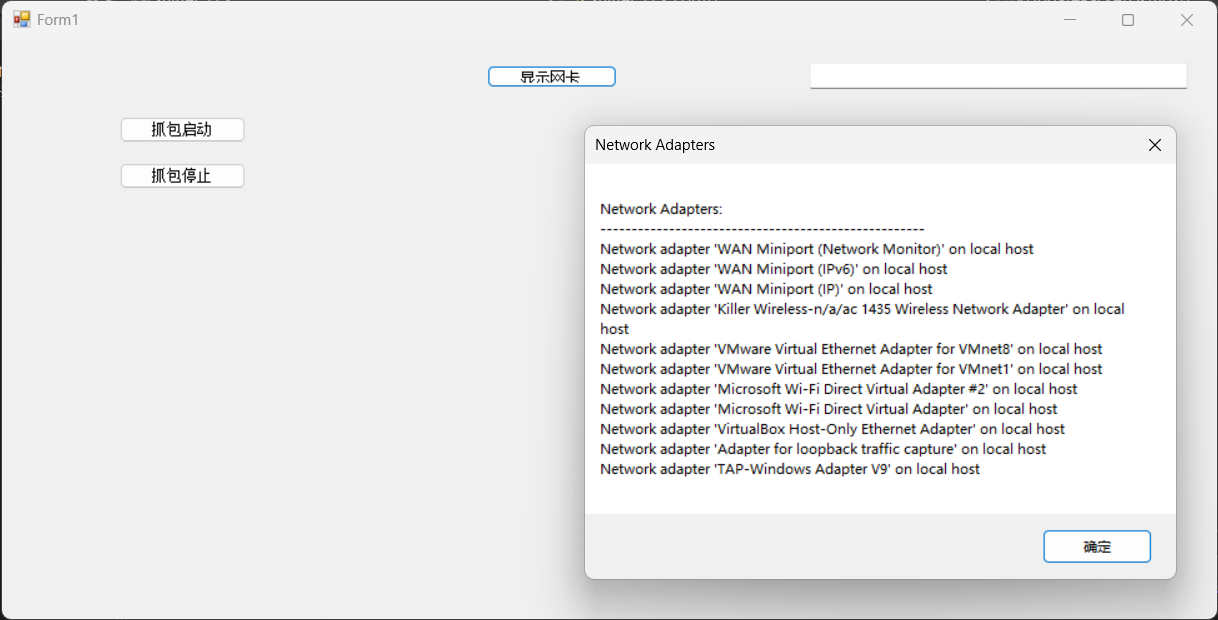 Form1
显示网卡
抓包启动
抓包停止
Network Adapters
Network Adapters:
----------------------------------------------------
Network adapter 'WAN Miniport (Network Monitor)' on local host
Network adapter 'WAN Miniport (IPv6)' on local host
Network adapter 'WAN Miniport (IP)' on local host
Network adapter 'Killer Wireless-n/a/ac 1435 Wireless Network Adapter' on local
host
Network adapter 'VMware Virtual Ethernet Adapter for VMnet8' on local host
Network adapter 'VMware Virtual Ethernet Adapter for VMnet1' on local host
Network adapter 'Microsoft Wi-Fi Direct Virtual Adapter #2' on local host
Network adapter 'Microsoft Wi-Fi Direct Virtual Adapter' on local host
Network adapter 'VirtualBox Host-Only Ethernet Adapter' on local host
Network adapter 'Adapter for loopback traffic capture' on local host
Network adapter 'TAP-Windows Adapter V9' on local host
确定